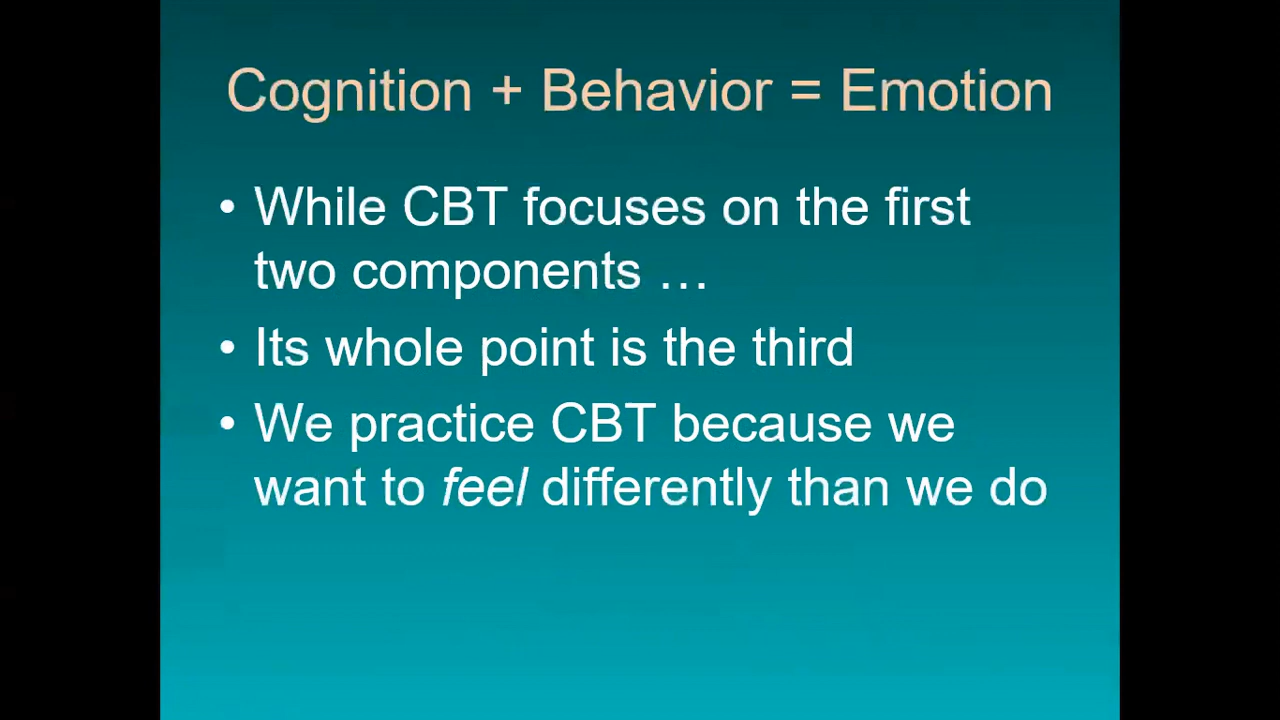 Cognition + Behavior = Emotion
• While CBT focuses on the first
two components …
• Its whole point is the third
• We practice CBT because we
want to feel differently than we do